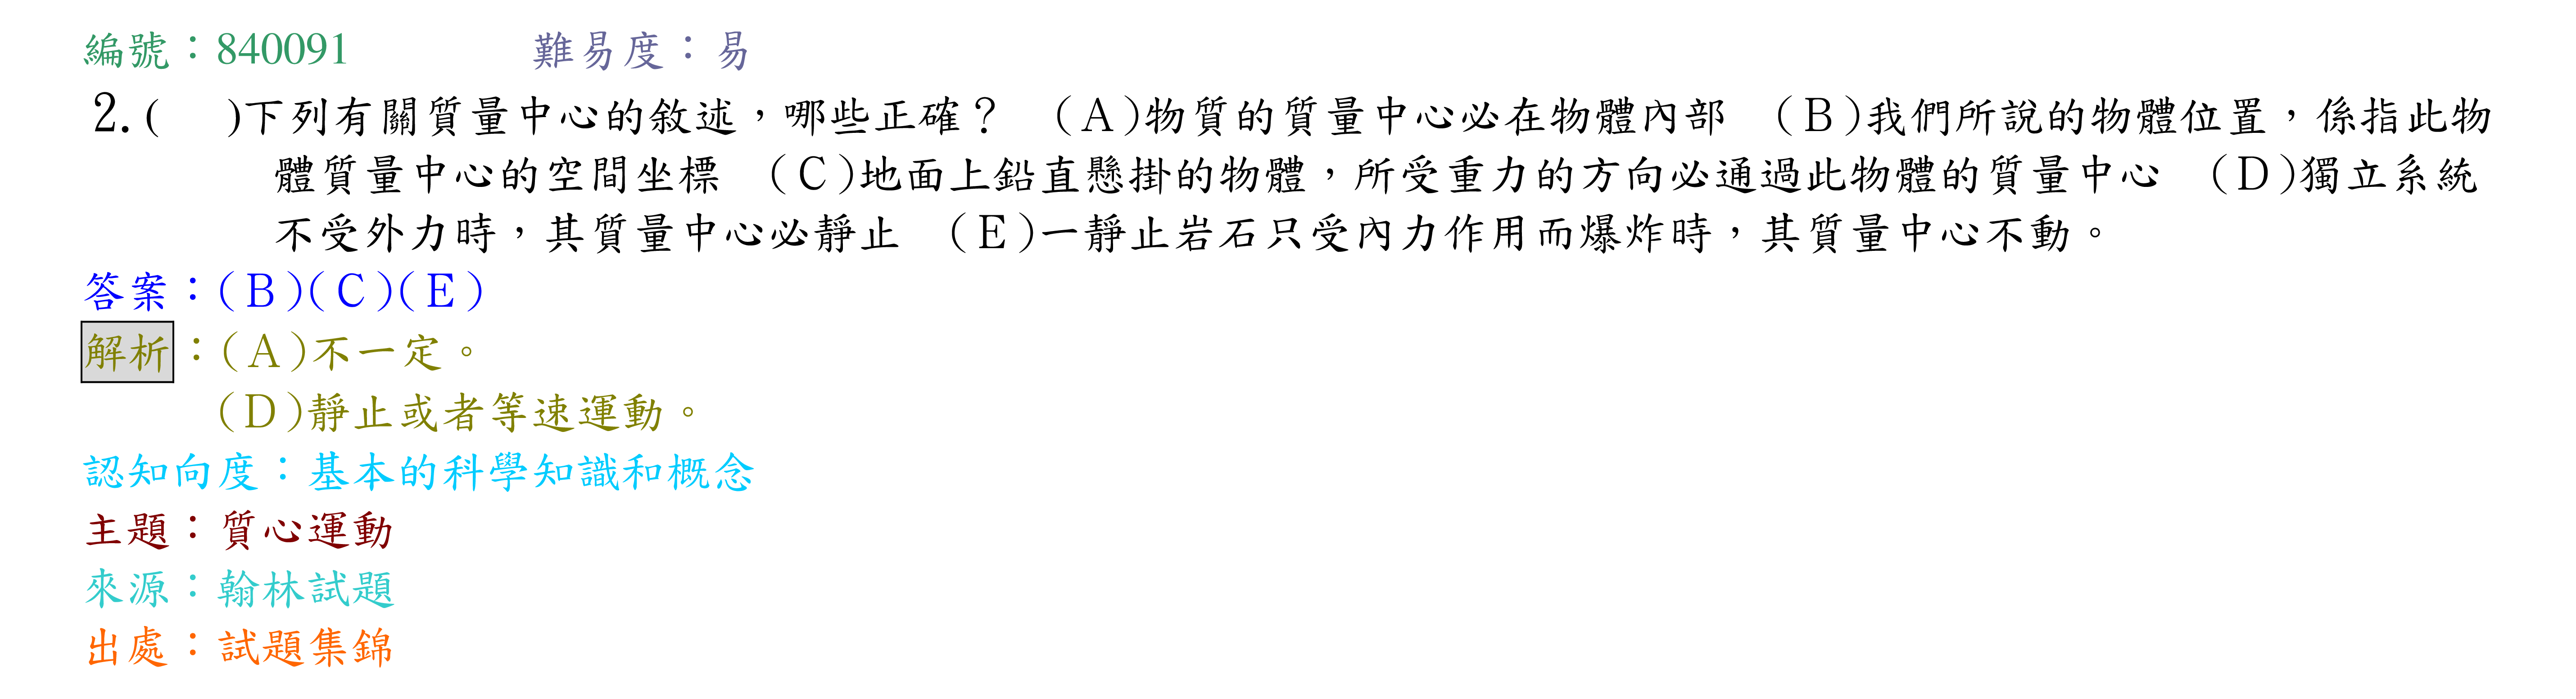 編號：840091 難易度：易
2.( )下列有關質量中心的敘述，哪些正確？ (A)物質的質量中心必在物體內部 (B)我們所說的物體位置，係指此物
體質量中心的空間坐標 (C)地面上鉛直懸掛的物體，所受重力的方向必通過此物體的質量中心 (D)獨立系統
不受外力時，其質量中心必靜止 (E)一靜止岩石只受內力作用而爆炸時，其質量中心不動。
答案：(B)(C)(E)
解析：(A)不一定。
(D)靜止或者等速運動。
認知向度：基本的科學知識和概念
主題：質心運動
來源：翰林試題
出處：試題集錦